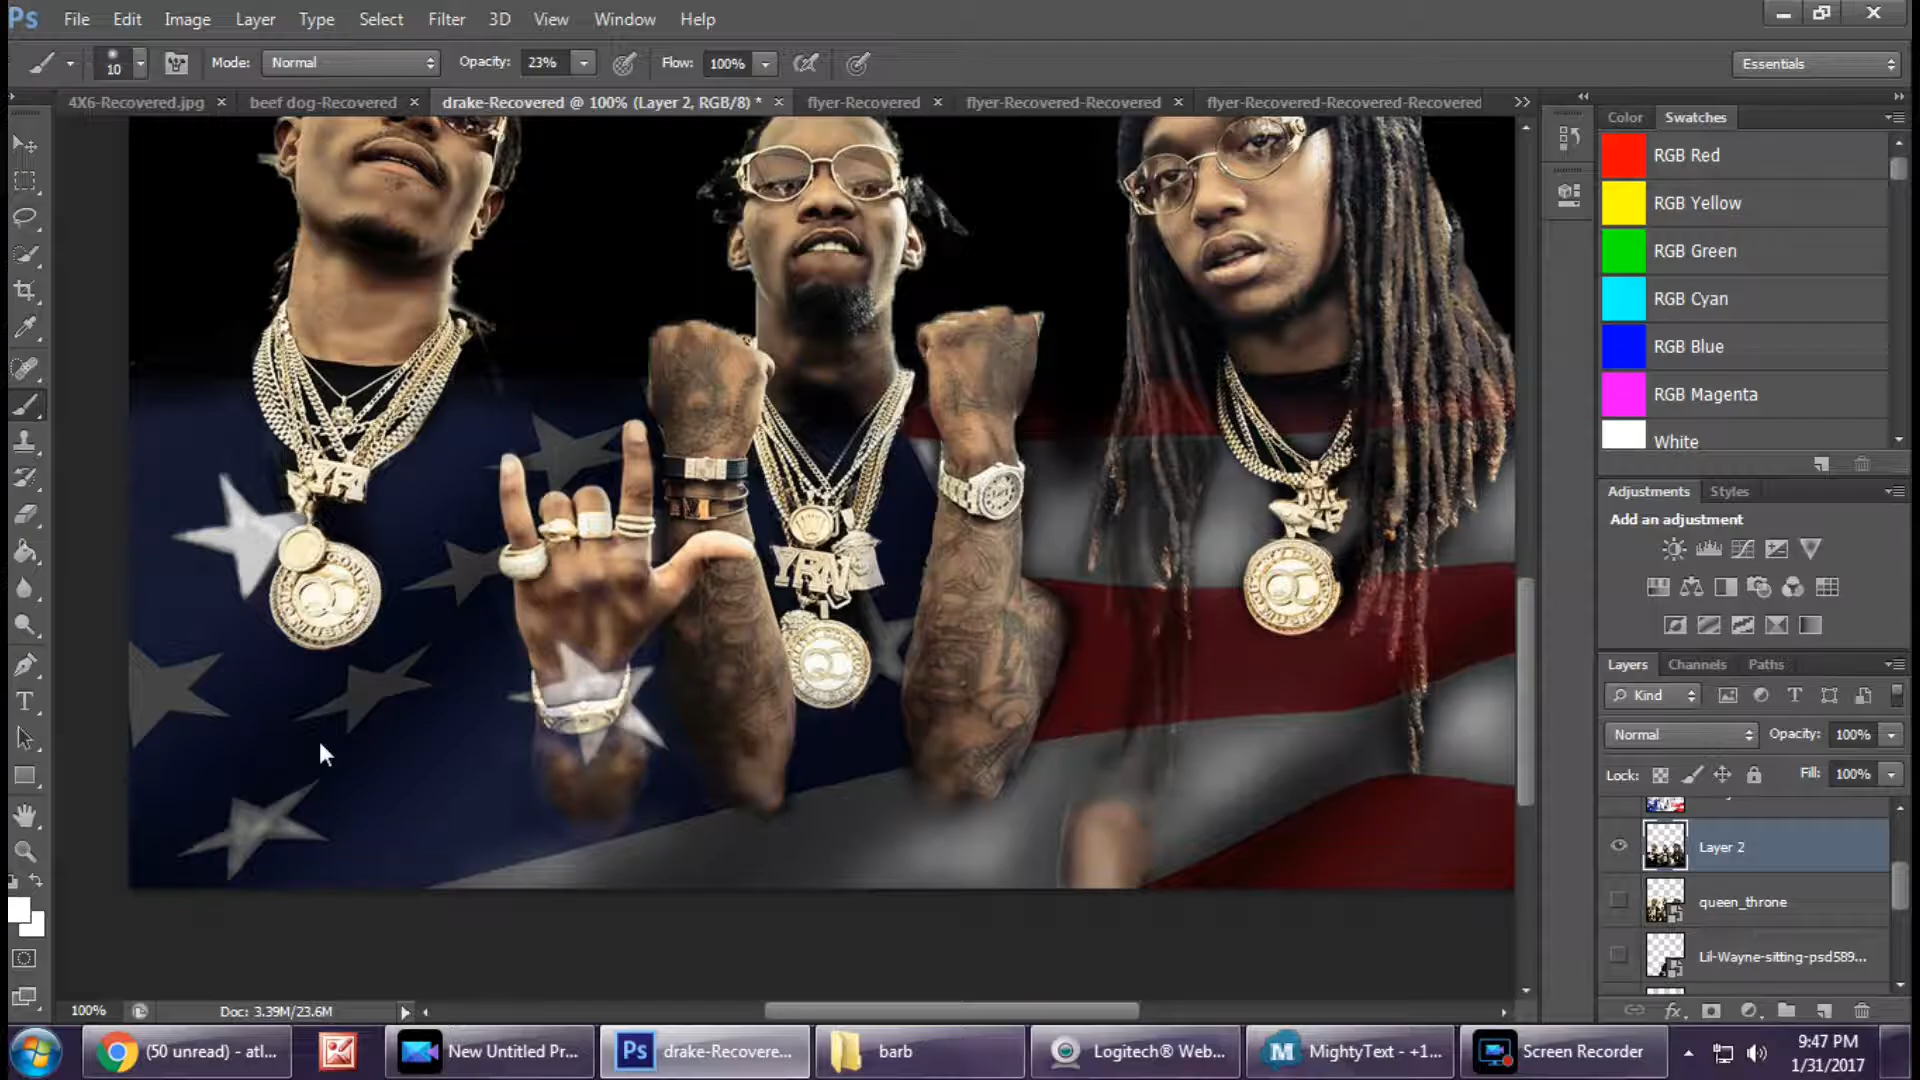 Ps File Edit Image Layer Type Select Filter 3D View Window Help
10 Mode: Normal Opacity: 23% Flow: 100% Essentials
4X6-Recovered.jpg × beef dog-Recovered × drake-Recovered @ 100% (Layer 2, RGB/8) * × flyer-Recovered × flyer-Recovered-Recovered × flyer-Recovered-Recovered-Recovered
Color Swatches
RGB Red
RGB Yellow
RGB Green
RGB Cyan
RGB Blue
RGB Magenta
White
Adjustments Styles
Add an adjustment
Layers Channels Paths
Kind
Normal Opacity: 100%
Lock: Fill: 100%
Layer 2
queen_throne
Lil-Wayne-sitting-psd589...
YRN
QC
100% Doc: 3.39M/23.6M
(50 unread) - atl... New Untitled Pr... Ps drake-Recovere... barb Logitech® Web... M MightyText - +1... Screen Recorder
9:47 PM
1/31/2017